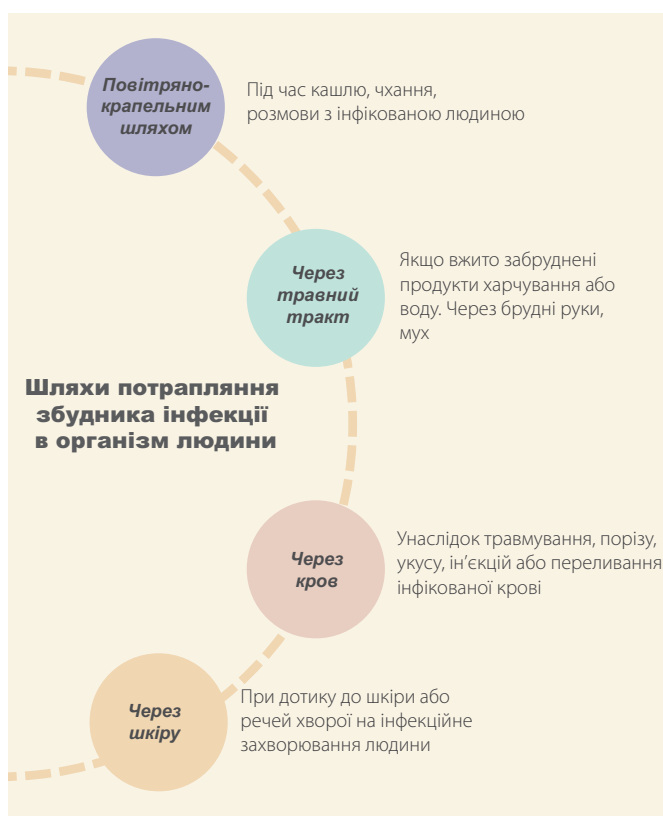 Повітряно-
крапельним
шляхом
Під час кашлю, чхання,
розмови з інфікованою людиною
Через
травний
тракт
Якщо вжито забруднені
продукти харчування або
воду. Через брудні руки,
мух
Шляхи потрапляння
збудника інфекції
в організм людини
Через
кров
Унаслідок травмування, порізу,
укусу, ін’єкцій або переливання
інфікованої крові
Через
шкіру
При дотику до шкіри або
речей хворої на інфекційне
захворювання людини